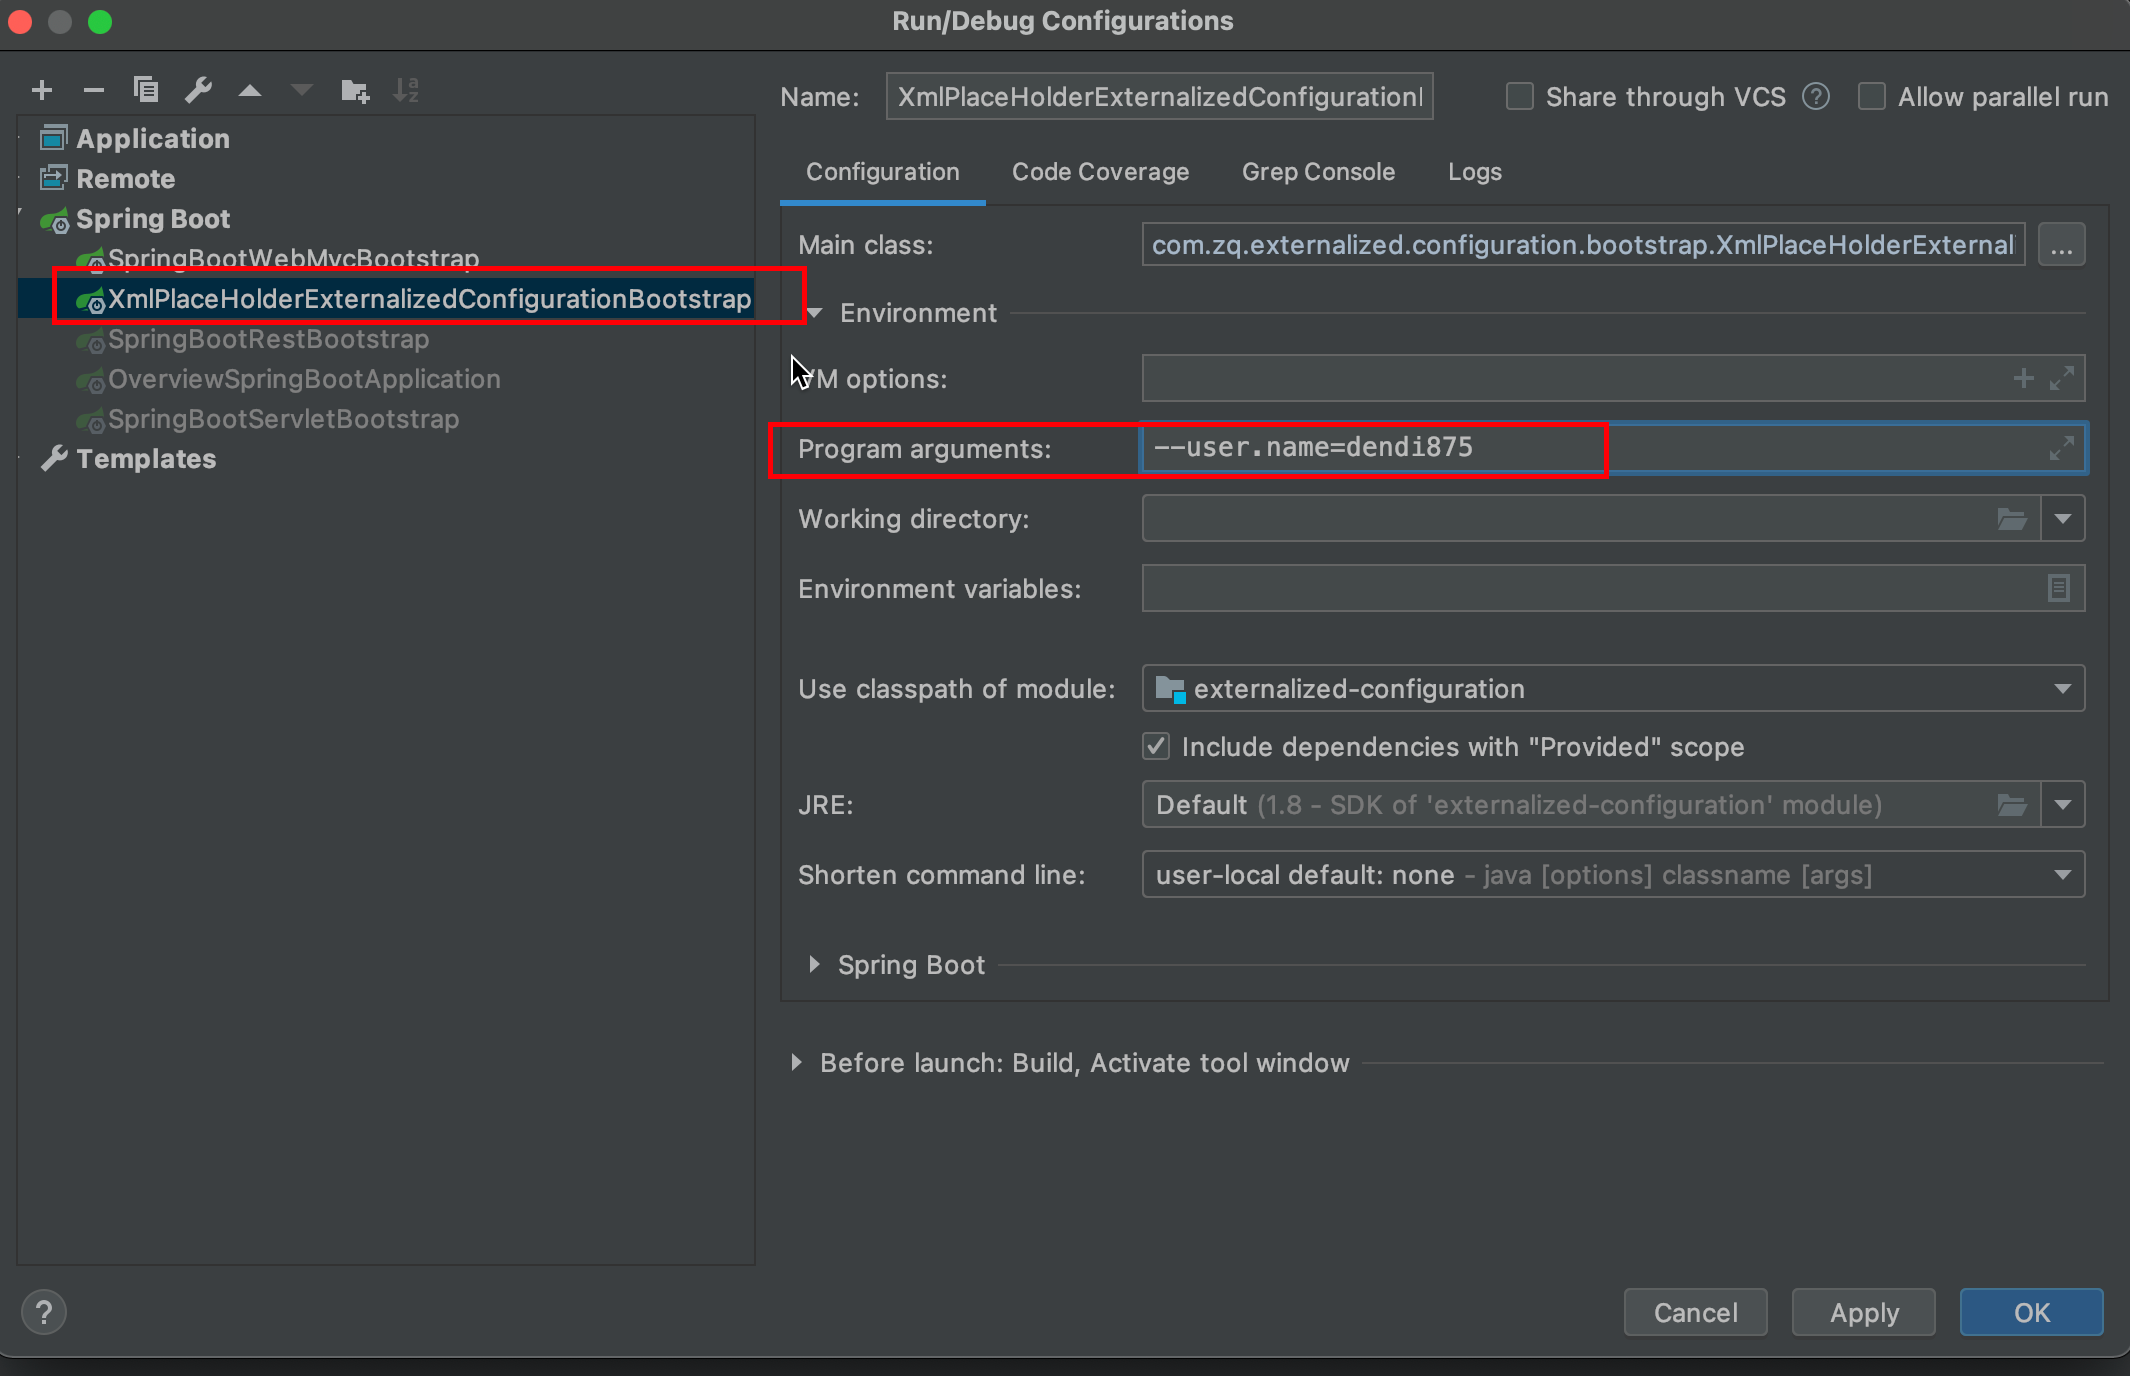 Run/Debug Configurations
Application
Remote
Spring Boot
SpringBootWebMvcBootstrap
XmlPlaceHolderExternalizedConfigurationBootstrap
SpringBootRestBootstrap
OverviewSpringBootApplication
SpringBootServletBootstrap
Templates
Name: XmlPlaceHolderExternalizedConfiguration Share through VCS ? Allow parallel run
Configuration Code Coverage Grep Console Logs
Main class: com.zq.externalized.configuration.bootstrap.XmlPlaceHolderExternal ...
Environment
VM options:
Program arguments: --user.name=dendi875
Working directory:
Environment variables:
Use classpath of module: externalized-configuration
Include dependencies with "Provided" scope
JRE: Default (1.8 - SDK of 'externalized-configuration' module)
Shorten command line: user-local default: none - java [options] classname [args]
Spring Boot
Before launch: Build, Activate tool window
? Cancel Apply OK